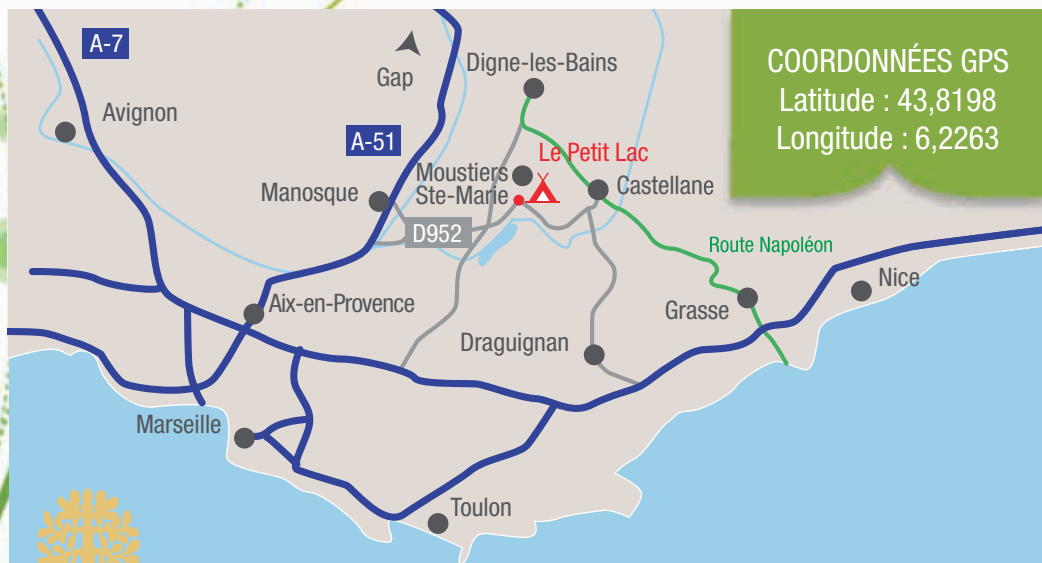 A-7
Gap
Digne-les-Bains
COORDONNÉES GPS
Latitude : 43,8198
Longitude : 6,2263
Avignon
A-51
Le Petit Lac
Moustiers
Ste-Marie
Castellane
Manosque
D952
Route Napoléon
Nice
Aix-en-Provence
Grasse
Draguignan
Marseille
Toulon